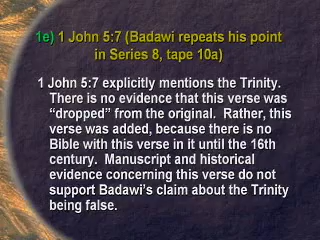 1e) 1 John 5:7 (Badawi repeats his point
in Series 8, tape 10a)
1 John 5:7 explicitly mentions the Trinity.
There is no evidence that this verse was
“dropped” from the original.  Rather, this
verse was added, because there is no
Bible with this verse in it until the 16th
century.  Manuscript and historical
evidence concerning this verse do not
support Badawi’s claim about the Trinity
being false.